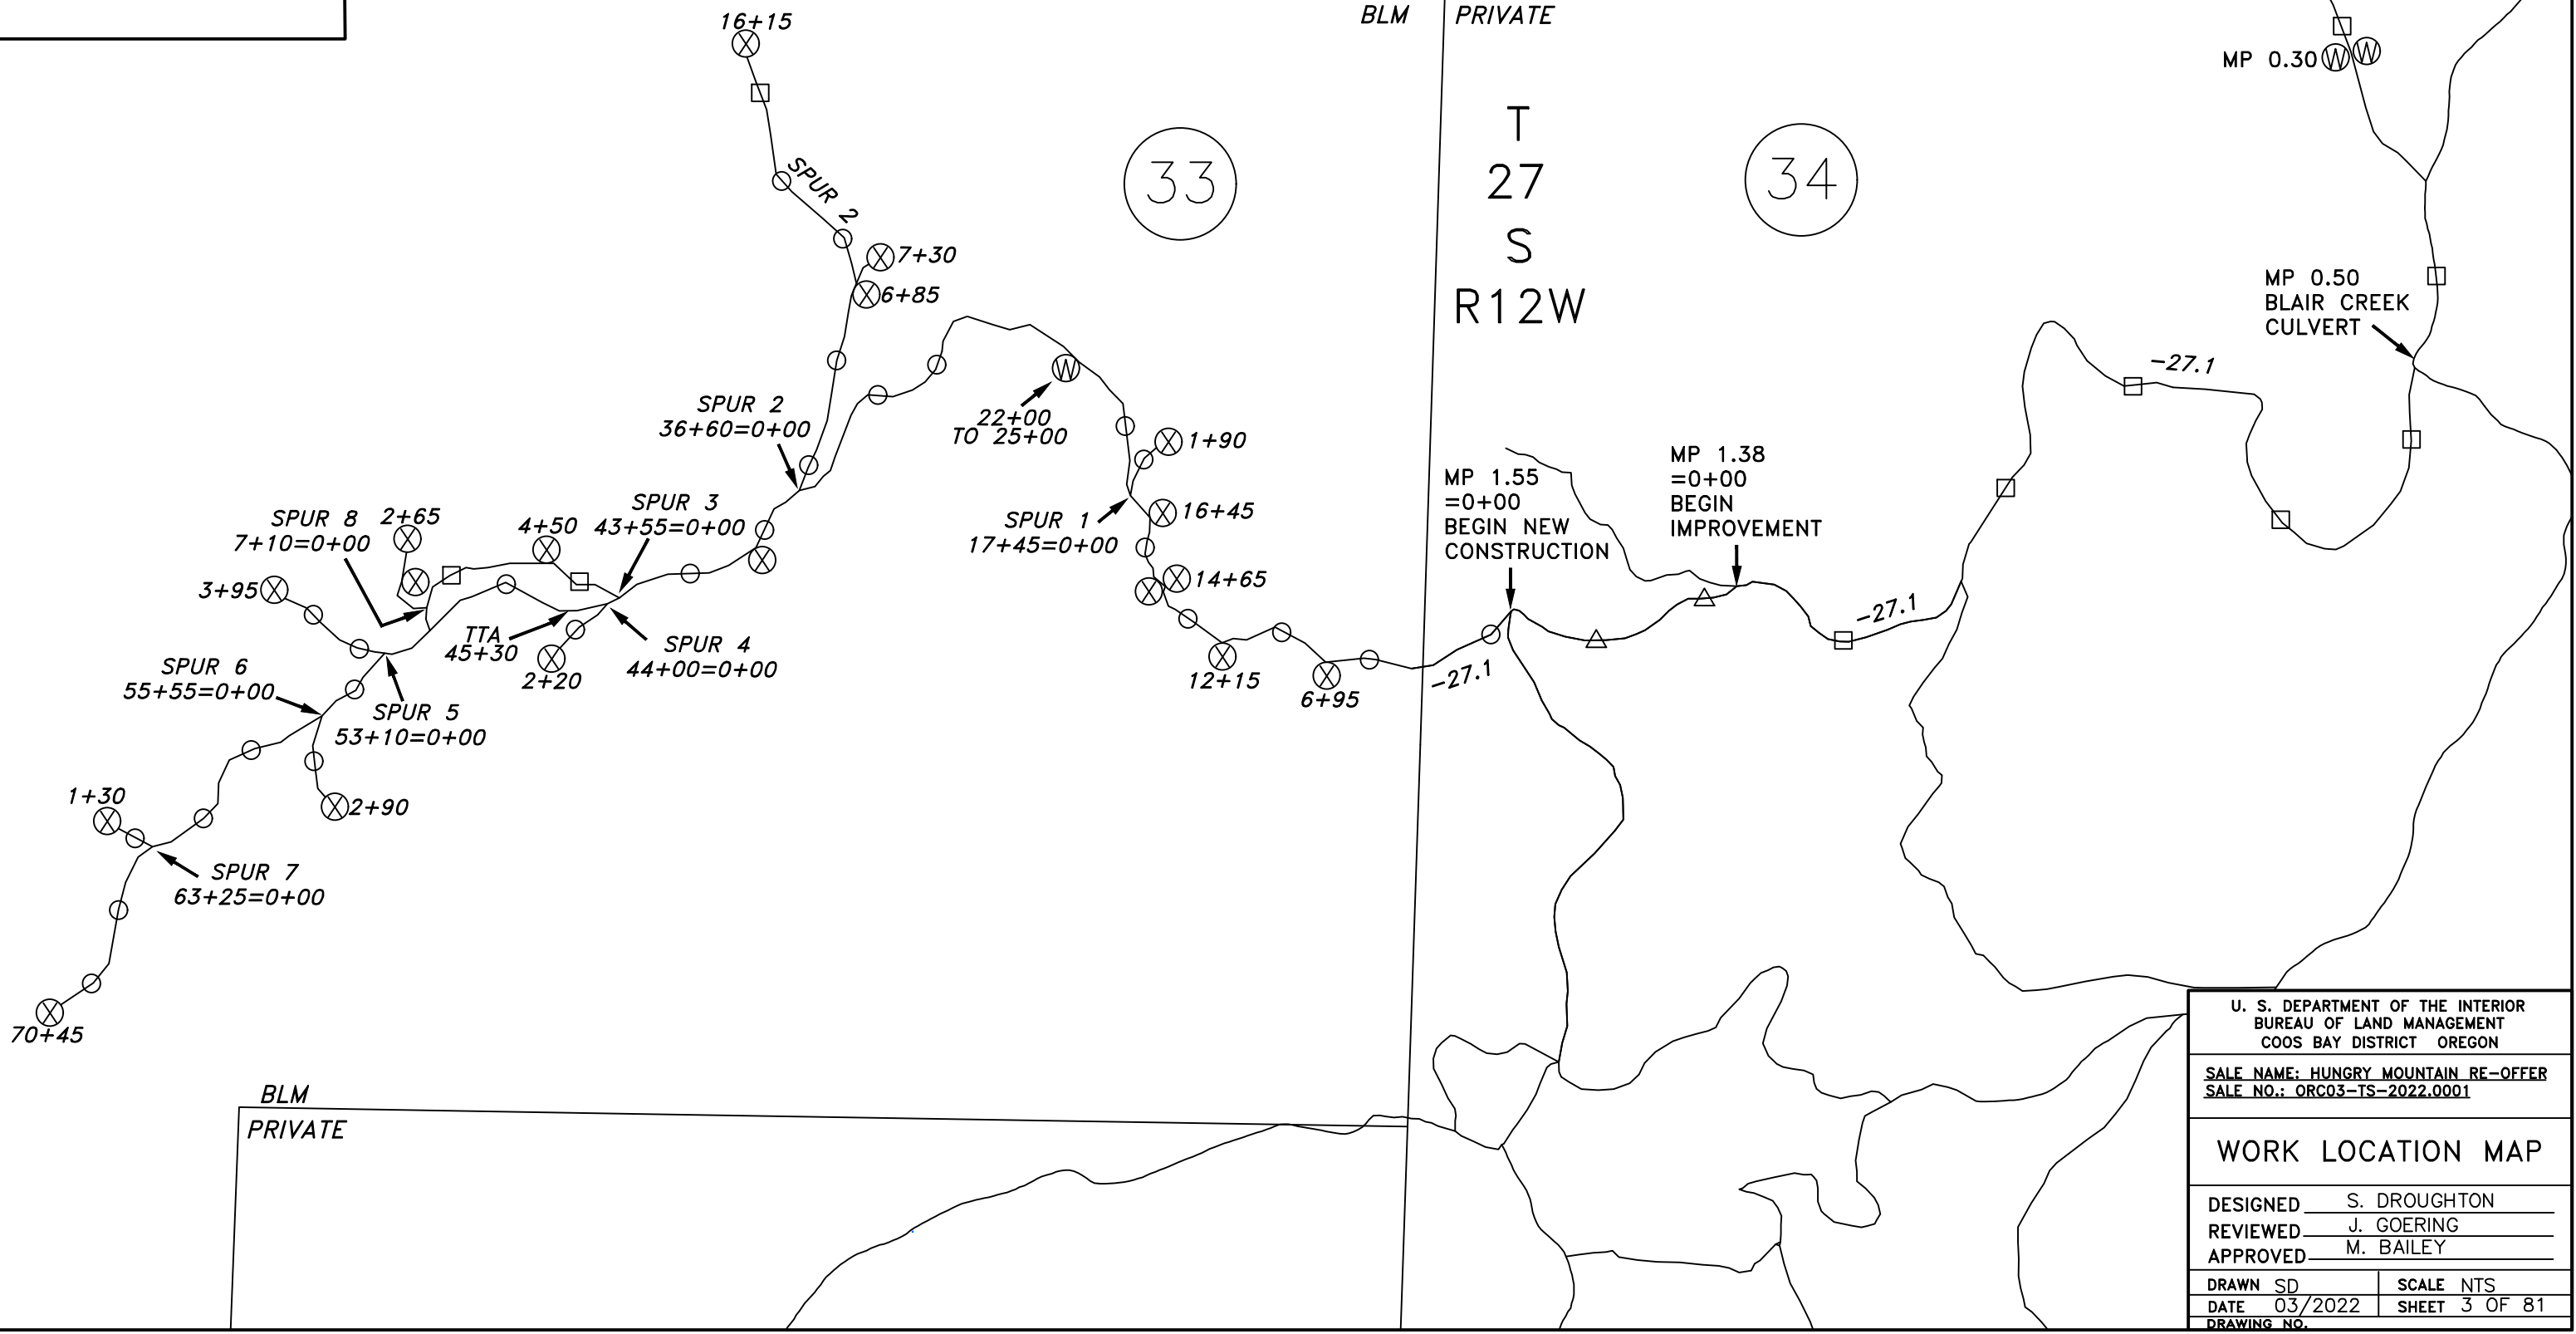 16+15
BLM PRIVATE
MP 0.30 W W
T
27
S
R12W
33
34
SPUR 2
7+30
6+85
MP 0.50
BLAIR CREEK
CULVERT
-27.1
W
22+00
TO 25+00
SPUR 2
36+60=0+00
1+90
SPUR 1
17+45=0+00
16+45
14+65
MP 1.55
=0+00
BEGIN NEW
CONSTRUCTION
MP 1.38
=0+00
BEGIN
IMPROVEMENT
SPUR 3
43+55=0+00
4+50
2+65
SPUR 8
7+10=0+00
3+95
TTA
45+30
SPUR 4
44+00=0+00
2+20
12+15
6+95
-27.1
-27.1
SPUR 6
55+55=0+00
SPUR 5
53+10=0+00
2+90
1+30
SPUR 7
63+25=0+00
70+45
BLM
PRIVATE
U. S. DEPARTMENT OF THE INTERIOR
BUREAU OF LAND MANAGEMENT
COOS BAY DISTRICT OREGON
SALE NAME: HUNGRY MOUNTAIN RE-OFFER
SALE NO.: ORC03-TS-2022.0001
WORK LOCATION MAP
DESIGNED S. DROUGHTON
REVIEWED J. GOERING
APPROVED M. BAILEY
DRAWN SD SCALE NTS
DATE 03/2022 SHEET 3 OF 81
DRAWING NO.